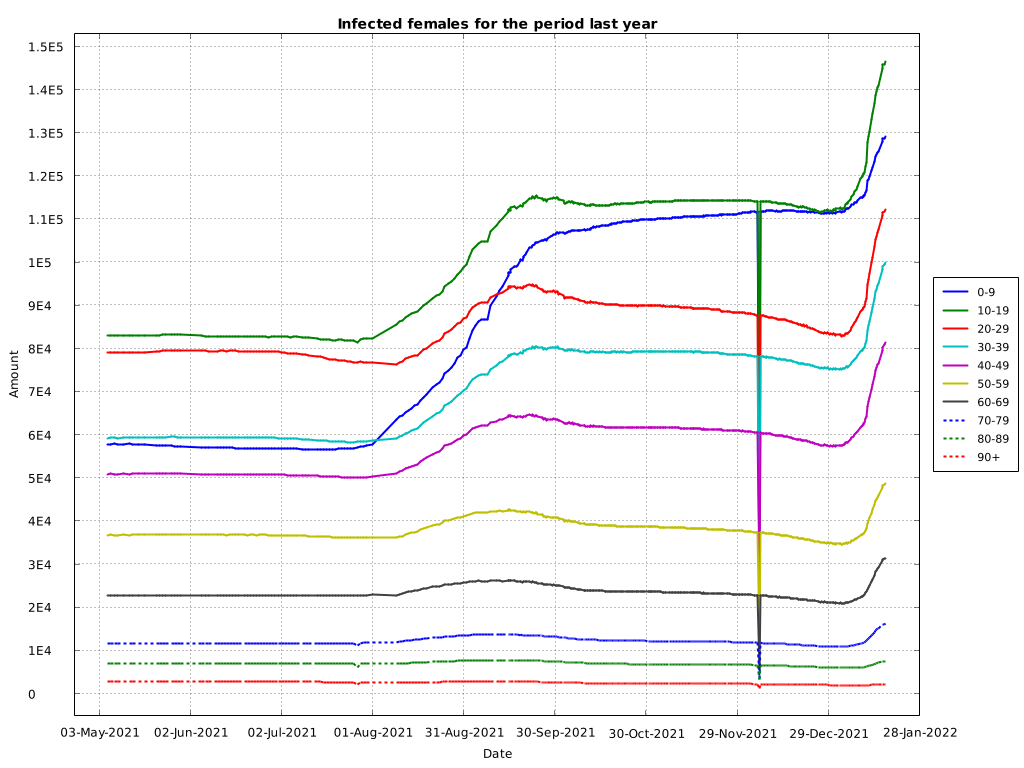 Infected females for the period last year
1.5E5
1.4E5
1.3E5
1.2E5
1.1E5
1E5
9E4
8E4
7E4
6E4
5E4
4E4
3E4
2E4
1E4
0
Amount
03-May-2021 02-Jun-2021 02-Jul-2021 01-Aug-2021 31-Aug-2021 30-Sep-2021 30-Oct-2021 29-Nov-2021 29-Dec-2021 28-Jan-2022
Date
0-9
10-19
20-29
30-39
40-49
50-59
60-69
70-79
80-89
90+